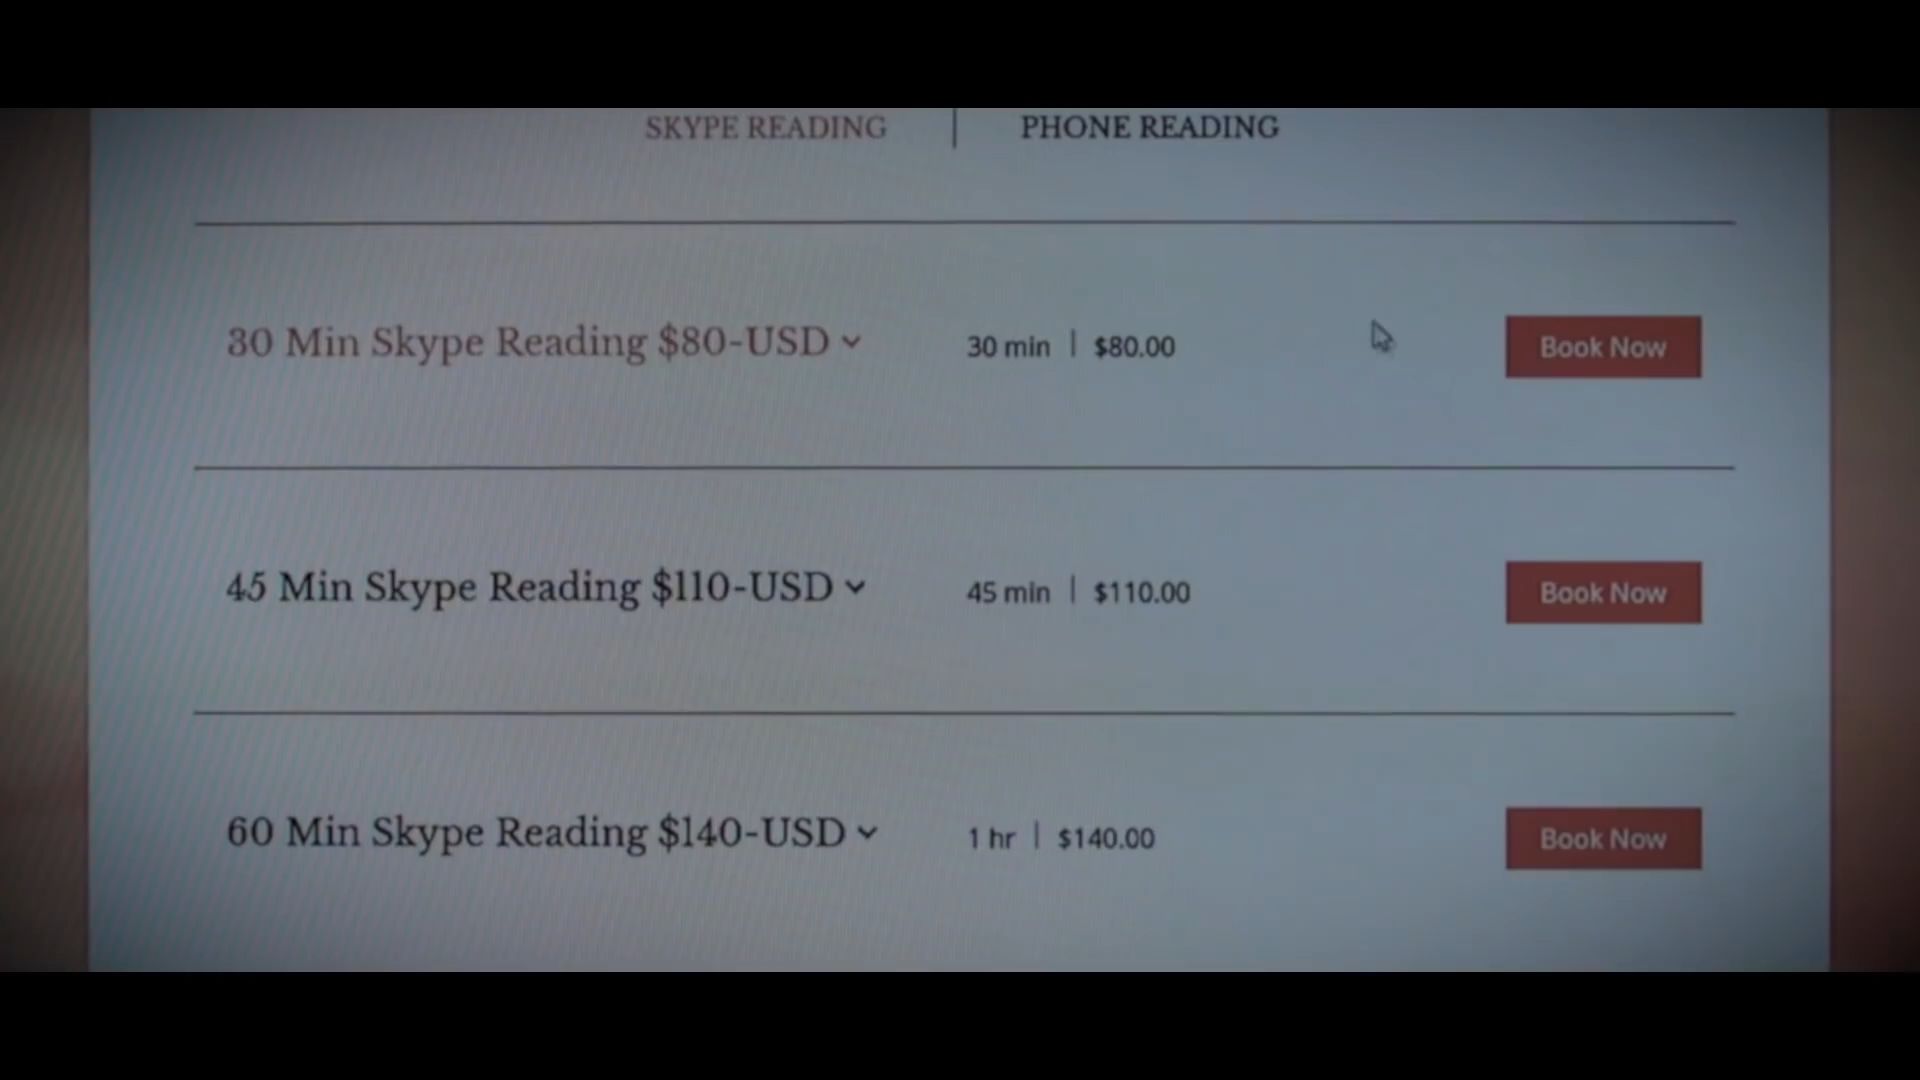 SKYPE READING | PHONE READING
30 Min Skype Reading $80-USD 30 min | $80.00 Book Now
45 Min Skype Reading $110-USD 45 min | $110.00 Book Now
60 Min Skype Reading $140-USD 1 hr | $140.00 Book Now